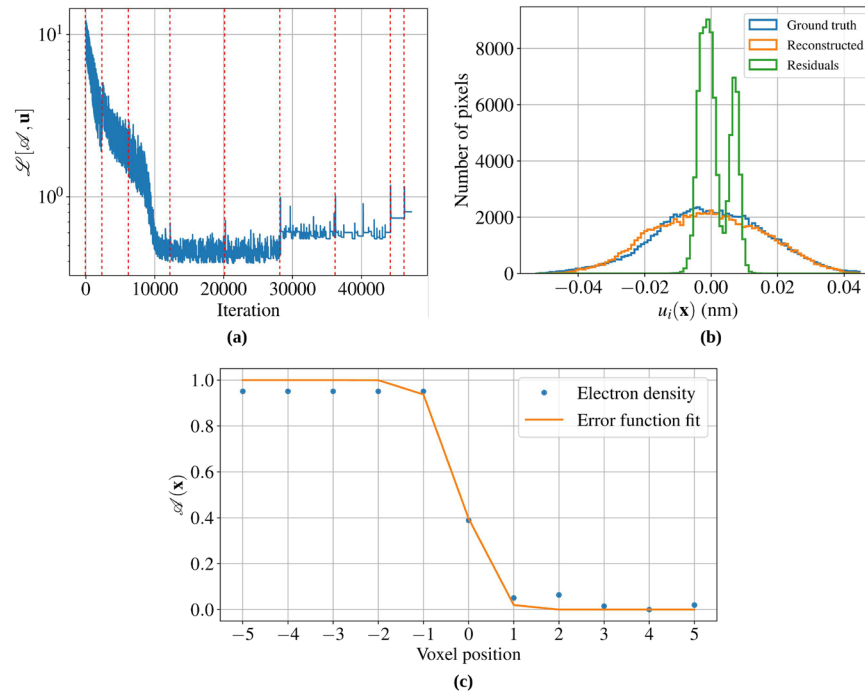 10¹
10⁰
ℒ[𝒜, u]
0 10000 20000 30000 40000
Iteration
(a)
Ground truth
Reconstructed
Residuals
8000
6000
4000
2000
0
Number of pixels
−0.04 −0.02 0.00 0.02 0.04
uᵢ(x) (nm)
(b)
Electron density
Error function fit
1.0
0.8
0.6
0.4
0.2
0.0
𝒜(x)
−5 −4 −3 −2 −1 0 1 2 3 4 5
Voxel position
(c)